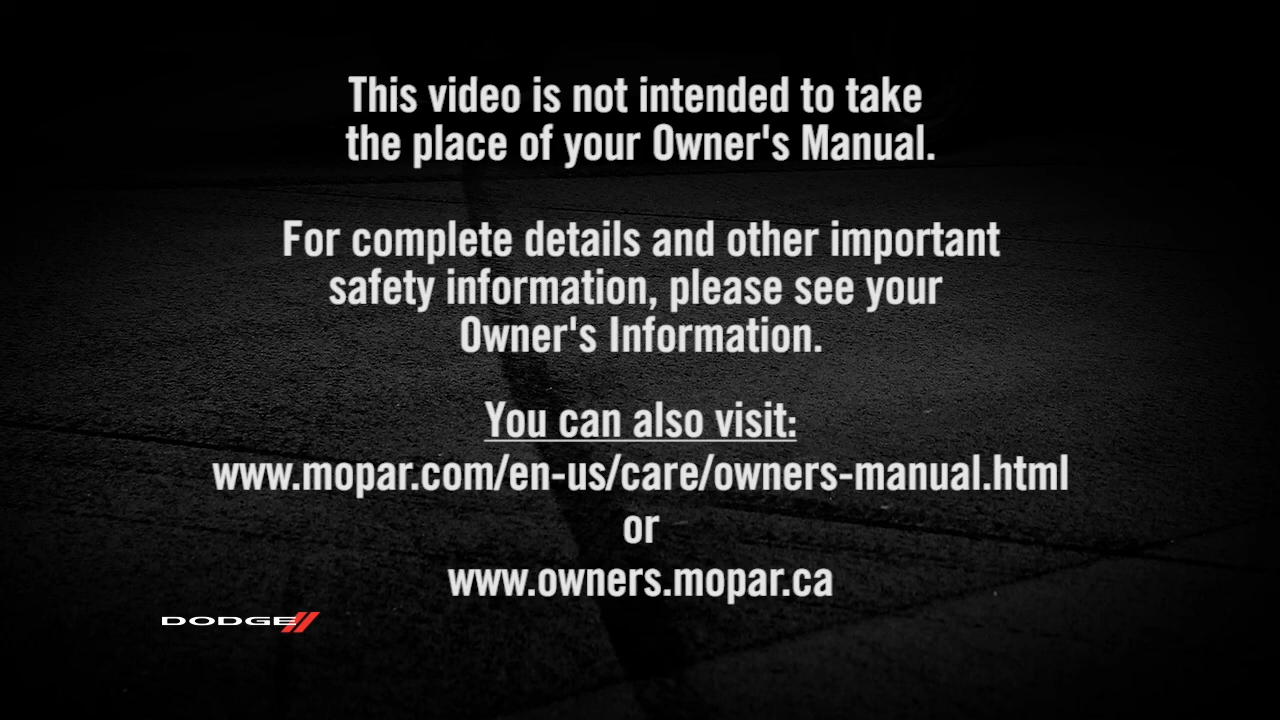 This video is not intended to take
the place of your Owner's Manual.
For complete details and other important
safety information, please see your
Owner's Information.
You can also visit:
www.mopar.com/en-us/care/owners-manual.html
or
www.owners.mopar.ca
DODGE